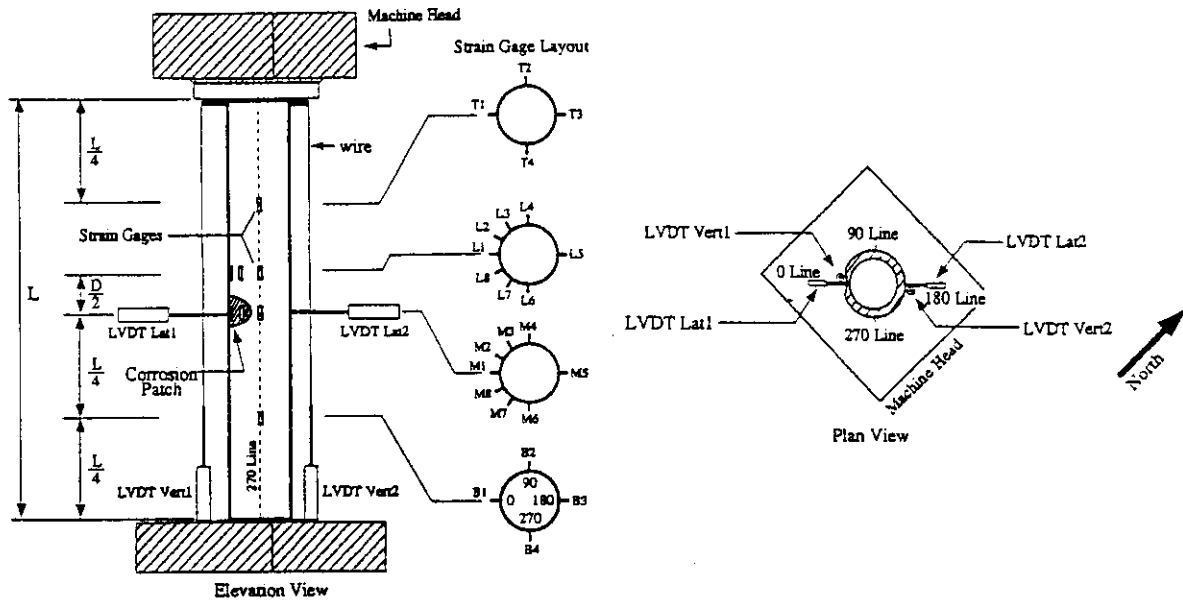 Machine Head
Strain Gage Layout
T2
T1
T3
T4
L
4
wire
L4
L3
L2
L1
L5
L8
L7
L6
Strain Gages
D
2
L
LVDT Lat1
LVDT Lat2
M4
M3
M2
M1
M5
M8
M7
M6
Corrosion
Patch
L
4
270 Line
L
4
LVDT Vert1
LVDT Vert2
B2
B1
90
0 180
270
B3
B4
Elevation View
LVDT Vert1
90 Line
LVDT Lat2
0 Line
180 Line
LVDT Lat1
270 Line
LVDT Vert2
Machine Head
North
Plan View